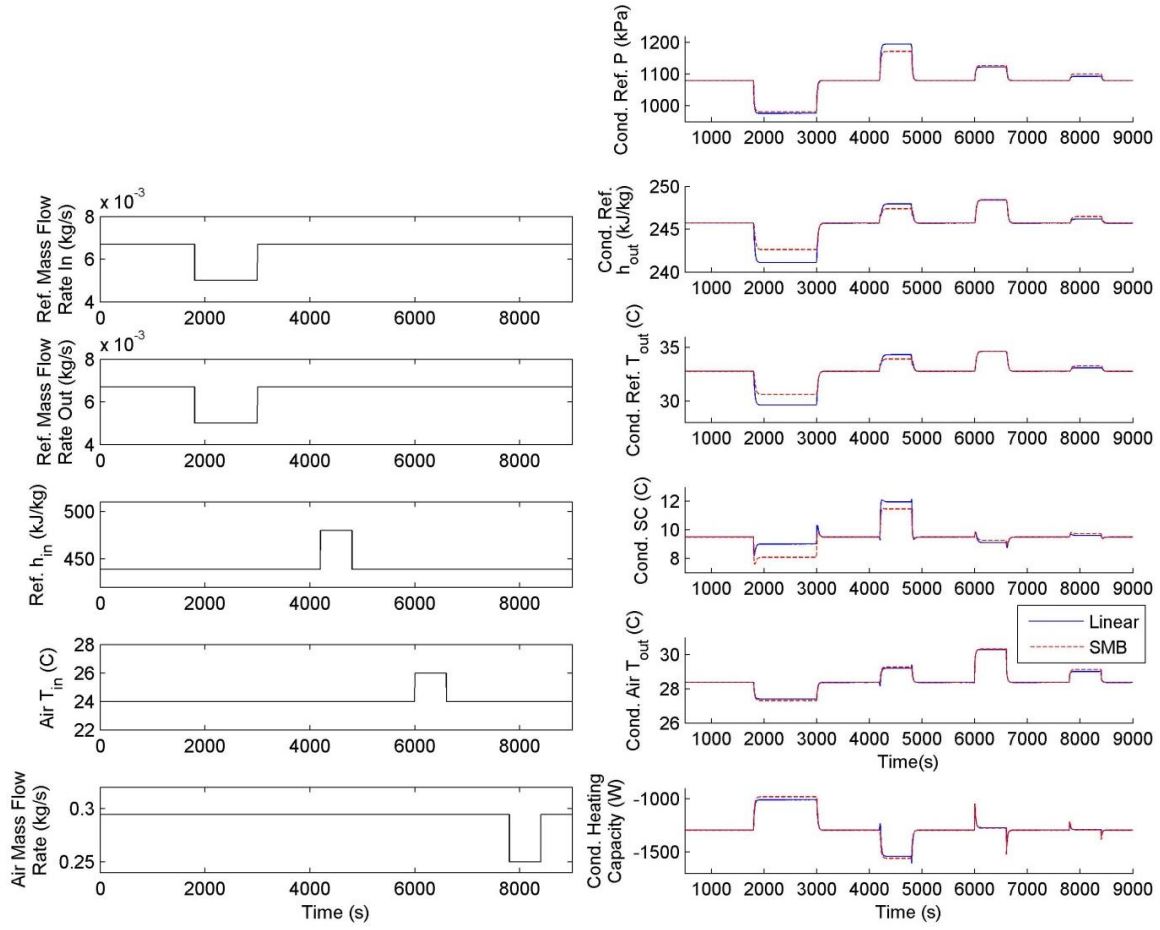 Cond. Ref. P (kPa)
1200
1100
1000
1000 2000 3000 4000 5000 6000 7000 8000 9000
x 10^-3
Ref. Mass Flow
Rate In (kg/s)
8
6
4
0 2000 4000 6000 8000
Cond. Ref.
h_out (kJ/kg)
250
245
240
1000 2000 3000 4000 5000 6000 7000 8000 9000
x 10^-3
Ref. Mass Flow
Rate Out (kg/s)
8
6
4
0 2000 4000 6000 8000
Cond. Ref. T_out (C)
35
30
1000 2000 3000 4000 5000 6000 7000 8000 9000
Ref. h_in (kJ/kg)
500
450
0 2000 4000 6000 8000
Cond. SC (C)
12
10
8
1000 2000 3000 4000 5000 6000 7000 8000 9000
Linear
SMB
Air T_in (C)
28
26
24
22
0 2000 4000 6000 8000
Cond. Air T_out (C)
30
28
26
1000 2000 3000 4000 5000 6000 7000 8000 9000
Time(s)
Air Mass Flow
Rate (kg/s)
0.3
0.25
0 2000 4000 6000 8000
Time (s)
Cond. Heating
Capacity (W)
-1000
-1500
1000 2000 3000 4000 5000 6000 7000 8000 9000
Time (s)